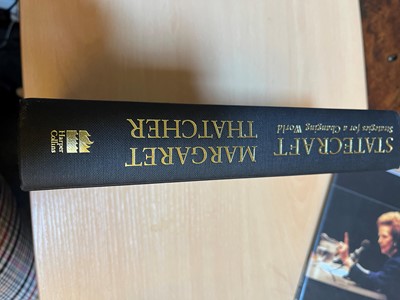 STATECRAFT
Strategies for a Changing World
MARGARET
THATCHER
Harper
Collins